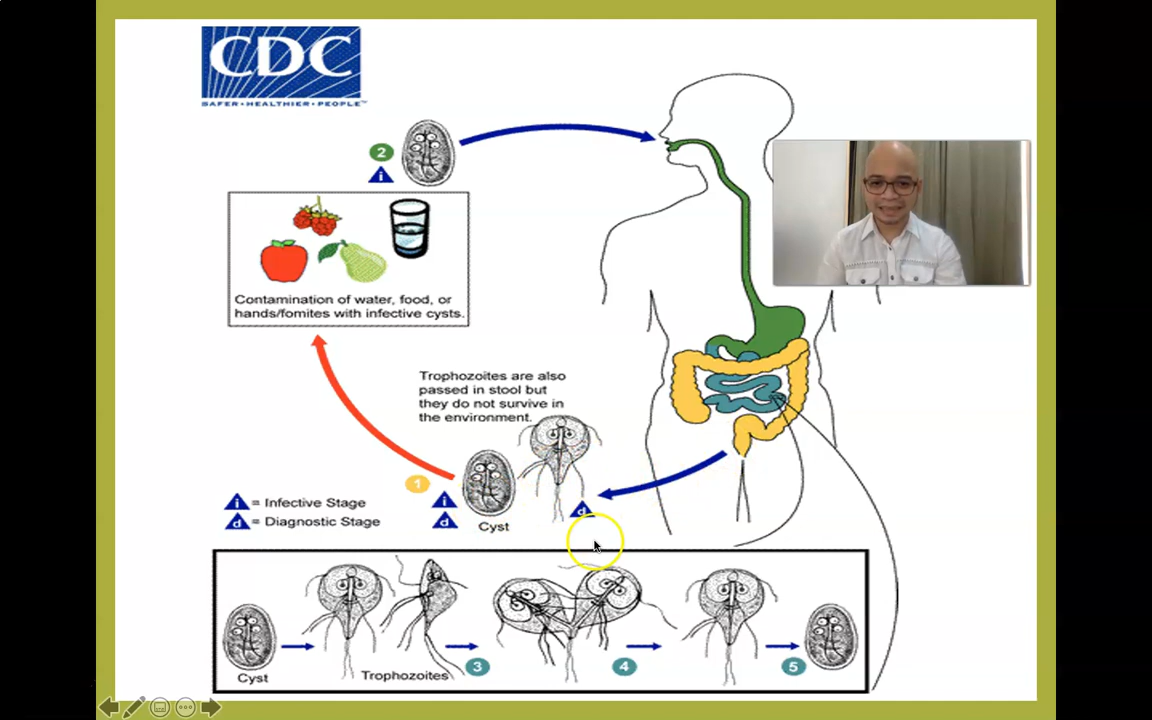 CDC
SAFER • HEALTHIER • PEOPLE™
2
i
Contamination of water, food, or
hands/fomites with infective cysts.
Trophozoites are also
passed in stool but
they do not survive in
the environment.
1
i
d
d
Cyst
i = Infective Stage
d = Diagnostic Stage
Cyst
Trophozoites
3
4
5